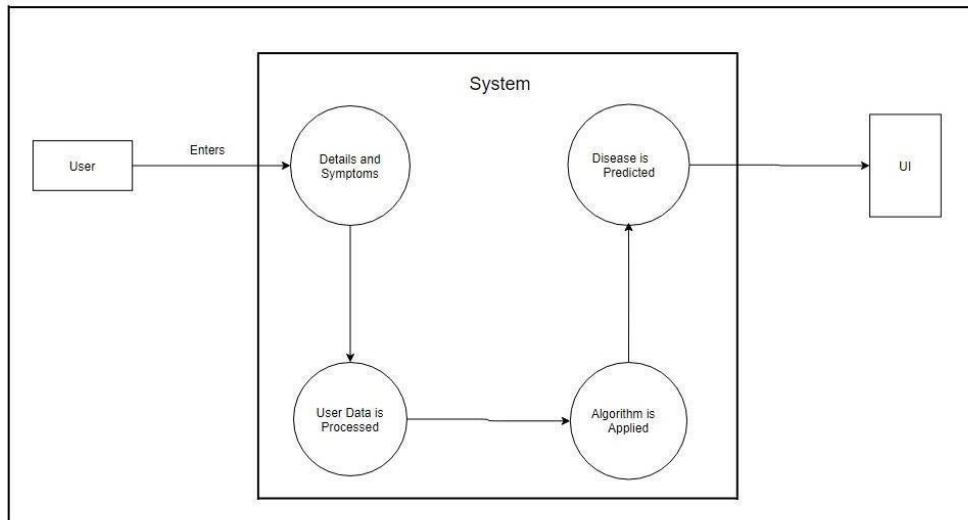 System
User
Enters
Details and
Symptoms
Disease is
Predicted
UI
User Data is
Processed
Algorithm is
Applied